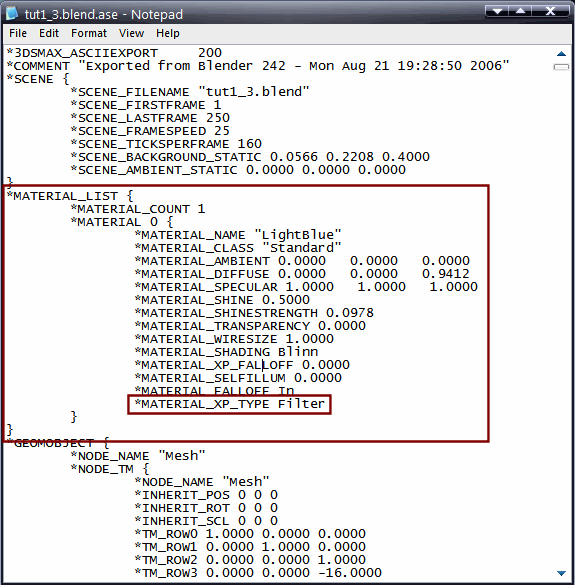 tut1_3.blend.ase - Notepad
File Edit Format View Help
*3DSMAX_ASCIIEXPORT 200
*COMMENT "Exported from Blender 242 - Mon Aug 21 19:28:50 2006"
*SCENE {
*SCENE_FILENAME "tut1_3.blend"
*SCENE_FIRSTFRAME 1
*SCENE_LASTFRAME 250
*SCENE_FRAMESPEED 25
*SCENE_TICKSPERFRAME 160
*SCENE_BACKGROUND_STATIC 0.0566 0.2208 0.4000
*SCENE_AMBIENT_STATIC 0.0000 0.0000 0.0000
}
*MATERIAL_LIST {
*MATERIAL_COUNT 1
*MATERIAL 0 {
*MATERIAL_NAME "LightBlue"
*MATERIAL_CLASS "Standard"
*MATERIAL_AMBIENT 0.0000 0.0000 0.0000
*MATERIAL_DIFFUSE 0.0000 0.0000 0.9412
*MATERIAL_SPECULAR 1.0000 1.0000 1.0000
*MATERIAL_SHINE 0.5000
*MATERIAL_SHINESTRENGTH 0.0978
*MATERIAL_TRANSPARENCY 0.0000
*MATERIAL_WIRESIZE 1.0000
*MATERIAL_SHADING Blinn
*MATERIAL_XP_FALLOFF 0.0000
*MATERIAL_SELFILLUM 0.0000
*MATERIAL_FALLOFF In
*MATERIAL_XP_TYPE Filter
}
}
*GEOMOBJECT {
*NODE_NAME "Mesh"
*NODE_TM {
*NODE_NAME "Mesh"
*INHERIT_POS 0 0 0
*INHERIT_ROT 0 0 0
*INHERIT_SCL 0 0 0
*TM_ROW0 1.0000 0.0000 0.0000
*TM_ROW1 0.0000 1.0000 0.0000
*TM_ROW2 0.0000 0.0000 1.0000
*TM_ROW3 0.0000 0.0000 -16.0000